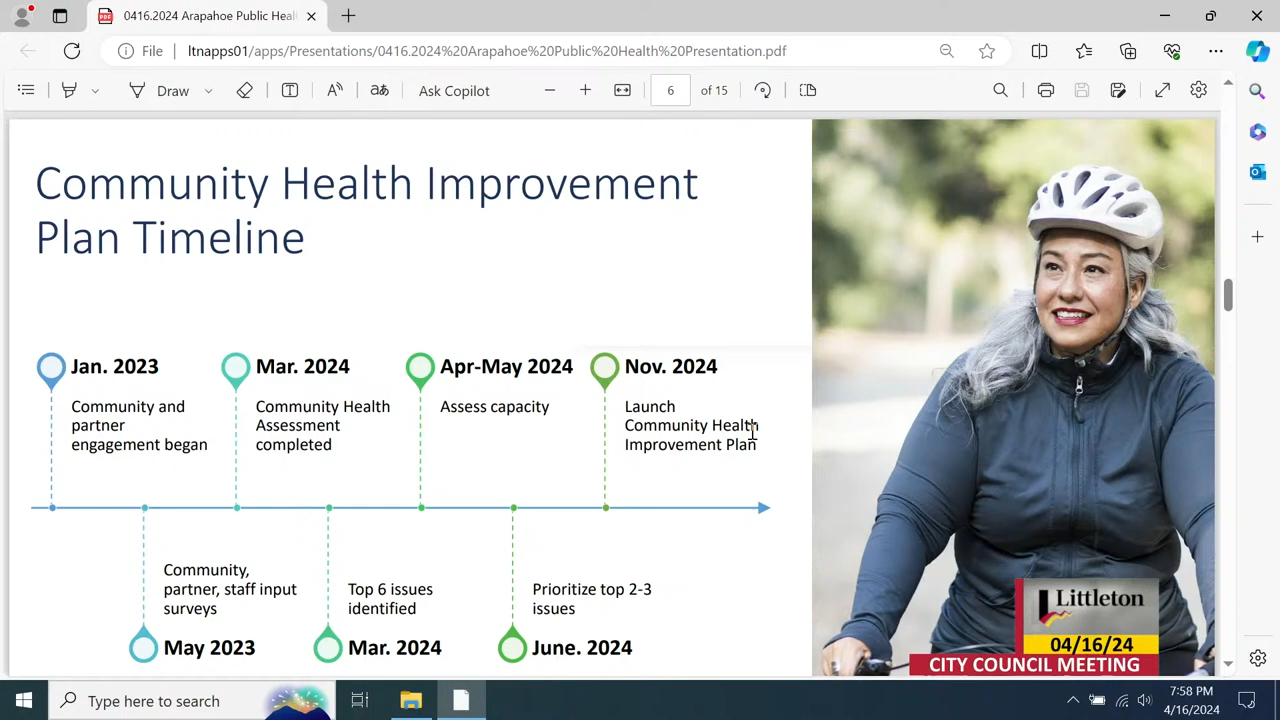 0416.2024 Arapahoe Public Heal
File
ltnapps01/apps/Presentations/0416.2024%20Arapahoe%20Public%20Health%20Presentation.pdf
Draw
Ask Copilot
6
of 15
Community Health Improvement
Plan Timeline
Jan. 2023
Community and
partner
engagement began
Mar. 2024
Community Health
Assessment
completed
Apr-May 2024
Assess capacity
Nov. 2024
Launch
Community Health
Improvement Plan
Community,
partner, staff input
surveys
May 2023
Top 6 issues
identified
Mar. 2024
Prioritize top 2-3
issues
June. 2024
Littleton
04/16/24
CITY COUNCIL MEETING
Type here to search
7:58 PM
4/16/2024